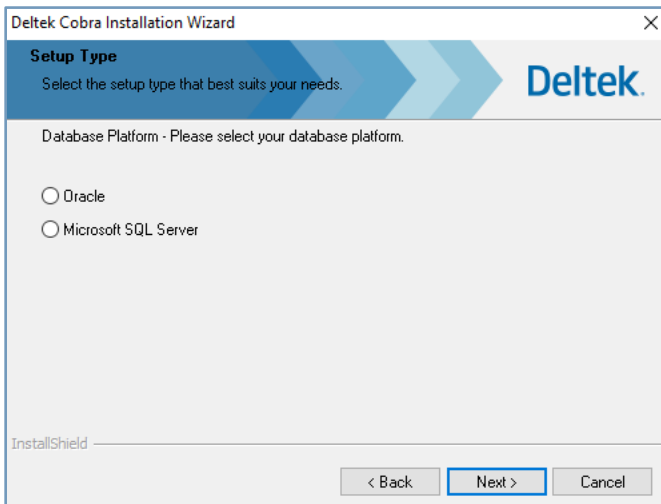 Deltek Cobra Installation Wizard
Setup Type
Select the setup type that best suits your needs.
Deltek.
Database Platform - Please select your database platform.
Oracle
Microsoft SQL Server
InstallShield
< Back
Next >
Cancel